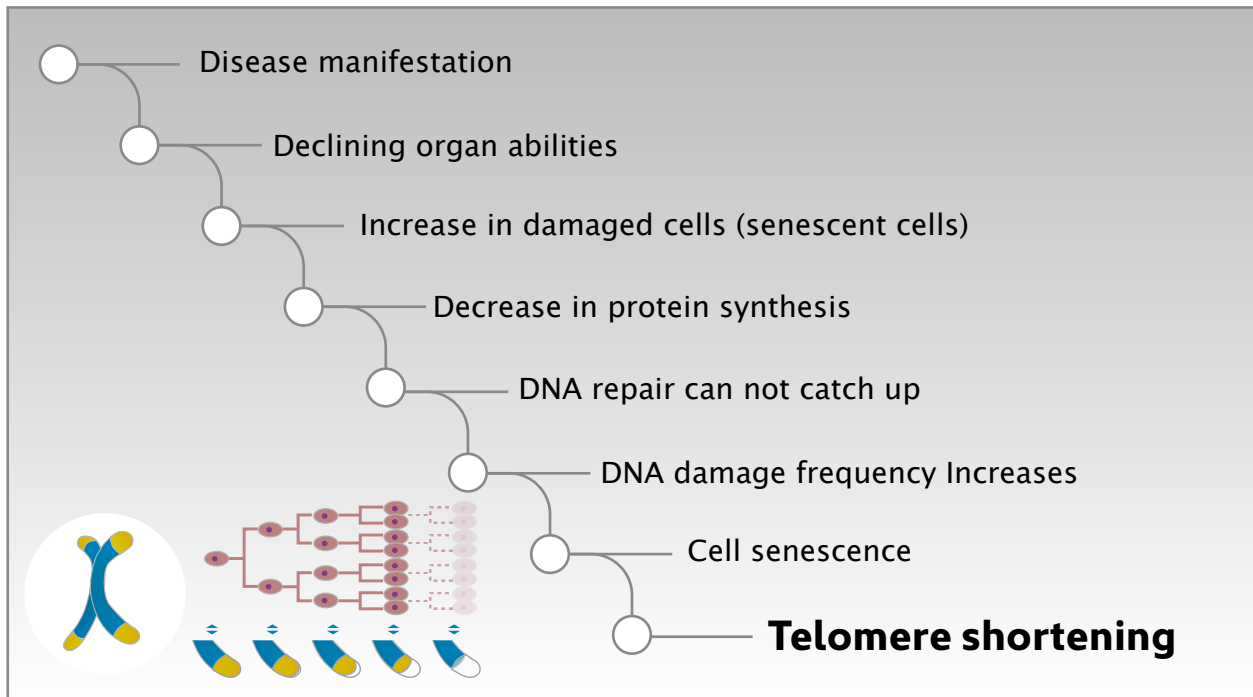 Disease manifestation
Declining organ abilities
Increase in damaged cells (senescent cells)
Decrease in protein synthesis
DNA repair can not catch up
DNA damage frequency Increases
Cell senescence
Telomere shortening